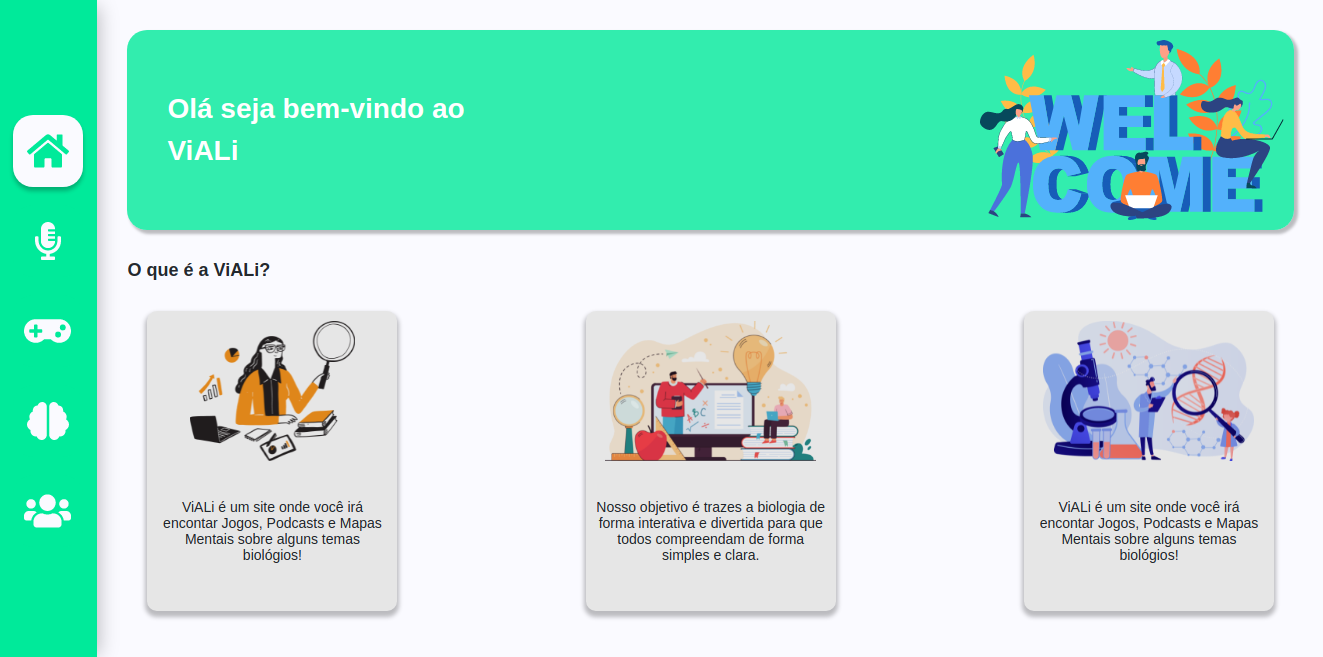 Olá seja bem-vindo ao
ViALi
WEL
COME
O que é a ViALi?
ViALi é um site onde você irá
encontar Jogos, Podcasts e Mapas
Mentais sobre alguns temas
biológios!
ABC
Nosso objetivo é trazes a biologia de
forma interativa e divertida para que
todos compreendam de forma
simples e clara.
ViALi é um site onde você irá
encontar Jogos, Podcasts e Mapas
Mentais sobre alguns temas
biológios!